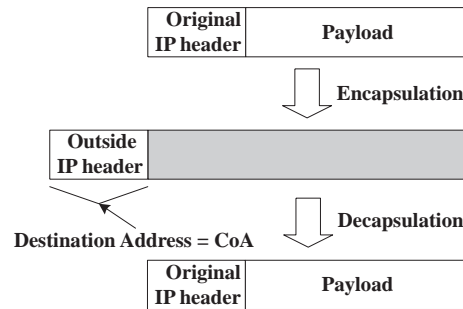 Original
IP header
Payload
Encapsulation
Outside
IP header
Decapsulation
Destination Address = CoA
Original
IP header
Payload